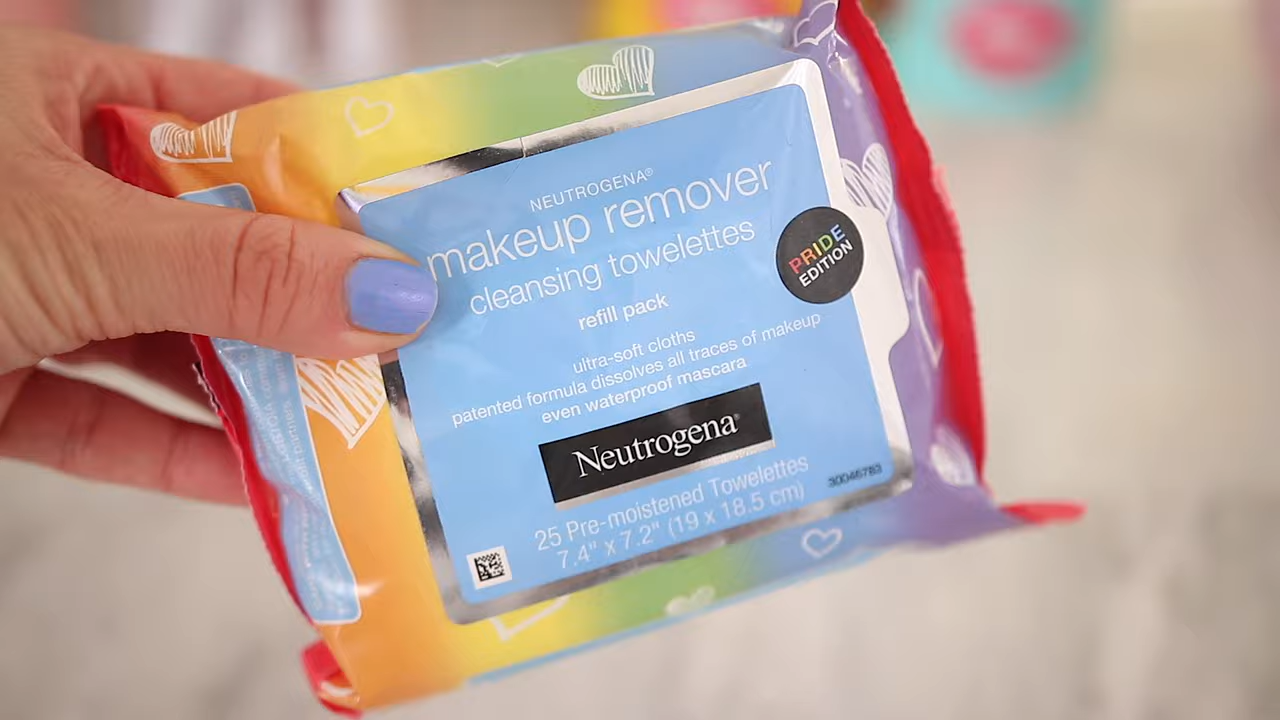 NEUTROGENA®
makeup remover
cleansing towelettes
refill pack
ultra-soft cloths
patented formula dissolves all traces of makeup
even waterproof mascara
PRIDE
EDITION
Neutrogena®
25 Pre-moistened Towelettes
7.4" x 7.2" (19 x 18.5 cm)
30046783